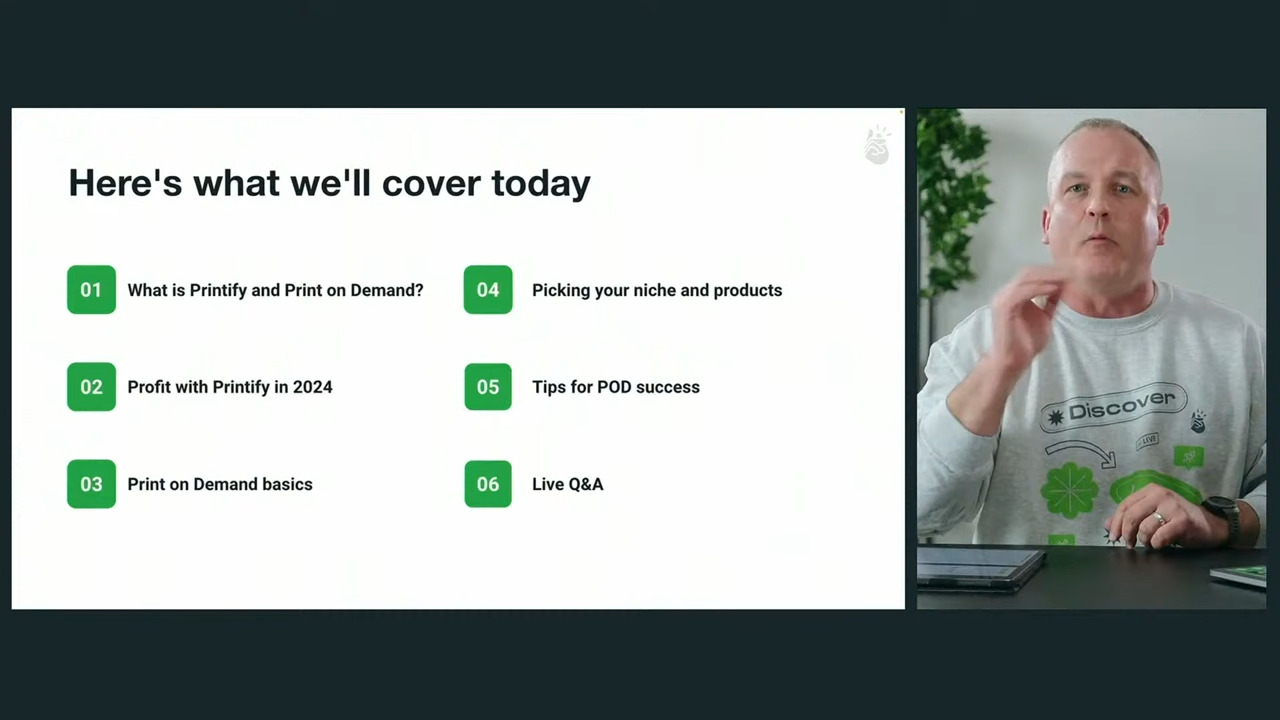 Here's what we'll cover today
01 What is Printify and Print on Demand?
02 Profit with Printify in 2024
03 Print on Demand basics
04 Picking your niche and products
05 Tips for POD success
06 Live Q&A
Discover
LIVE